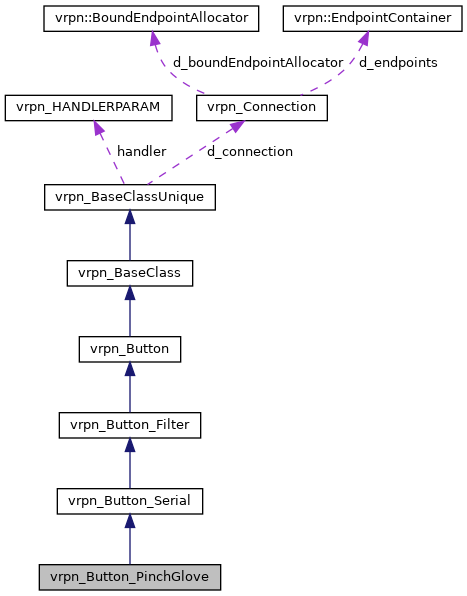 vrpn::BoundEndpointAllocator
vrpn::EndpointContainer
d_boundEndpointAllocator
d_endpoints
vrpn_HANDLERPARAM
vrpn_Connection
handler
d_connection
vrpn_BaseClassUnique
vrpn_BaseClass
vrpn_Button
vrpn_Button_Filter
vrpn_Button_Serial
vrpn_Button_PinchGlove